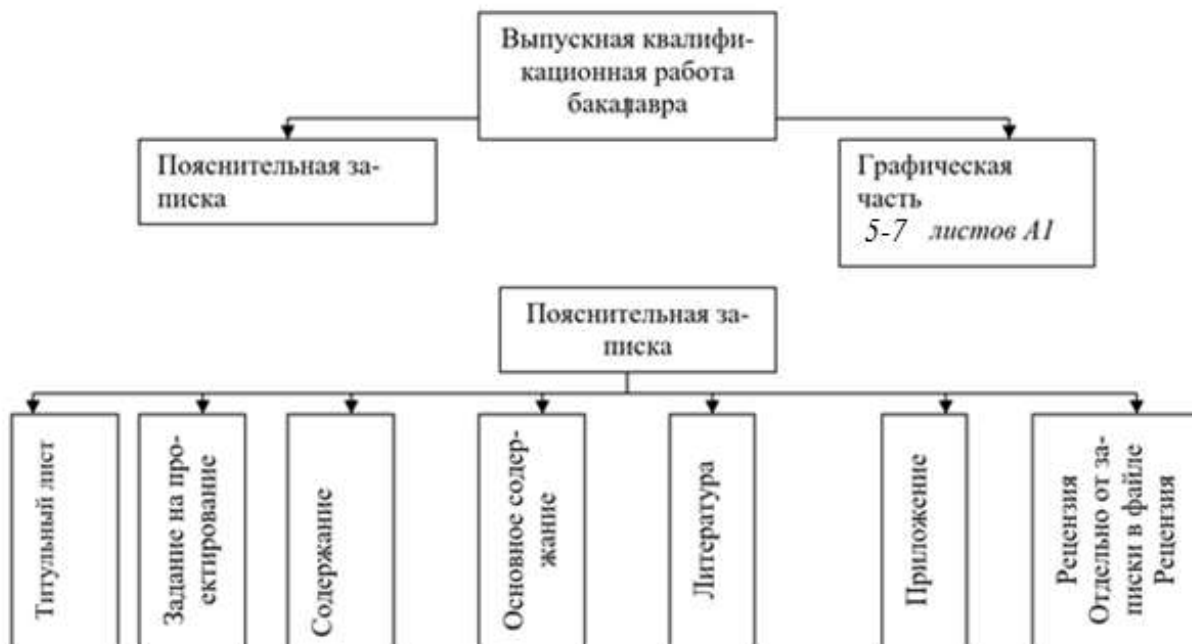 Выпускная квалифи-
кационная работа
бакалавра
Пояснительная за-
писка
Графическая
часть
5-7 листов А1
Пояснительная за-
писка
Титульный лист
Задание на про-
ектирование
Содержание
Основное содер-
жание
Литература
Приложение
Рецензия
Отдельно от за-
писки в файле
Рецензия